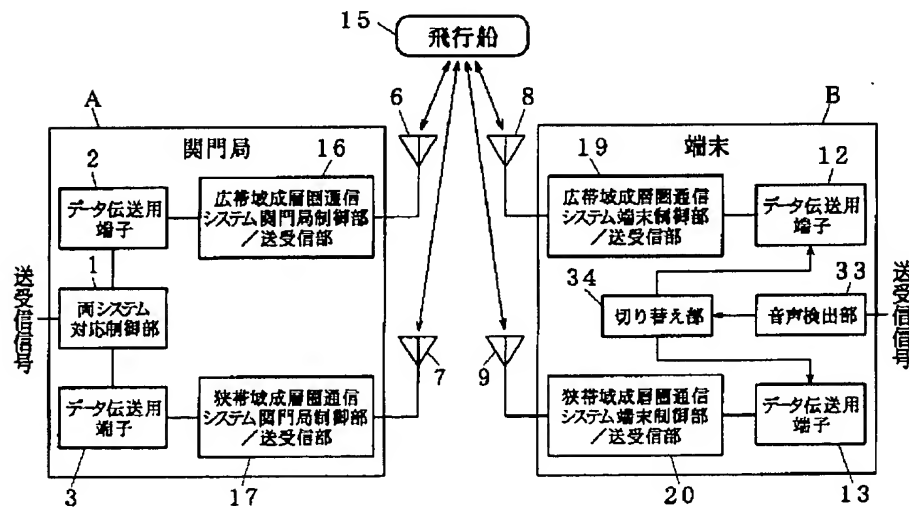 15
飛行船
A
6
8
B
関門局
端末
2
16
19
12
データ伝送用
端子
広帯域成層圏通信
システム関門局制御部
/送受信部
広帯域成層圏通信
システム端末制御部
/送受信部
データ伝送用
端子
送受信信号
1
両システム
対応制御部
34
切り替え部
33
音声検出部
送受信信号
7
9
データ伝送用
端子
狭帯域成層圏通信
システム関門局制御部
/送受信部
狭帯域成層圏通信
システム端末制御部
/送受信部
データ伝送用
端子
3
17
20
13